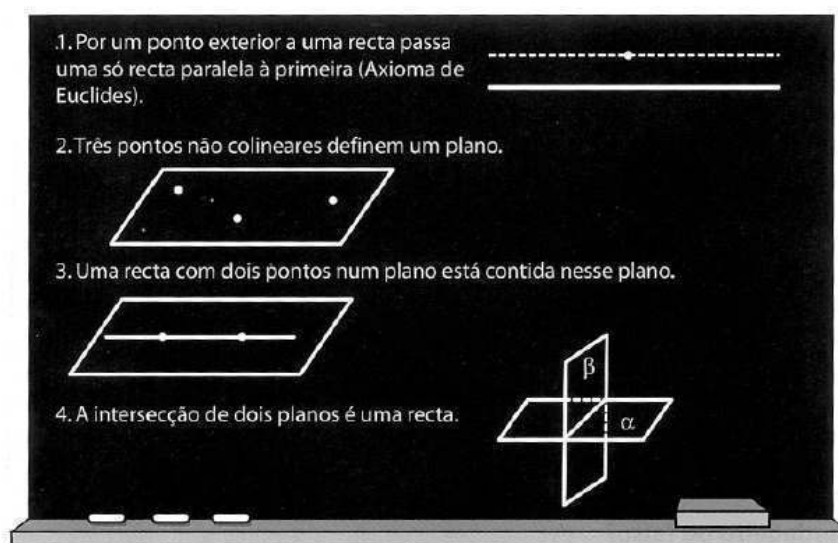 1. Por um ponto exterior a uma recta passa
uma só recta paralela à primeira (Axioma de
Euclides).
2. Três pontos não colineares definem um plano.
3. Uma recta com dois pontos num plano está contida nesse plano.
β
4. A intersecção de dois planos é uma recta.
α